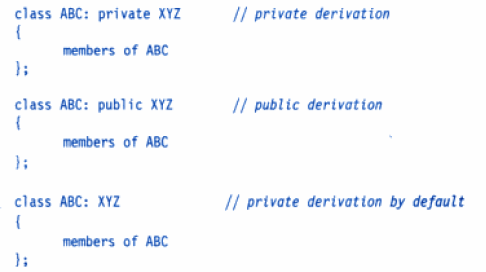 class ABC: private XYZ // private derivation
{
members of ABC
};
class ABC: public XYZ // public derivation
{
members of ABC
};
class ABC: XYZ // private derivation by default
{
members of ABC
};